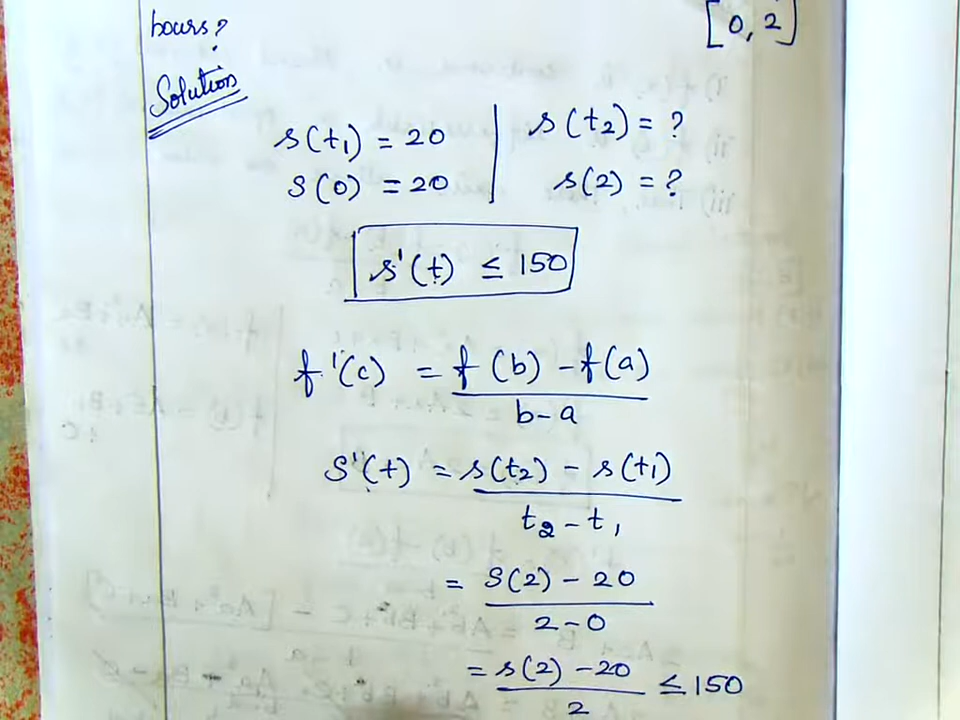 hours?
[0, 2]
Solution
s(t₁) = 20 | s(t₂) = ?
s(0) = 20 | s(2) = ?
s'(t) ≤ 150
f'(c) = f(b) - f(a) / b - a
s'(t) = s(t₂) - s(t₁) / t₂ - t₁
= s(2) - 20 / 2 - 0
= s(2) - 20 / 2 ≤ 150